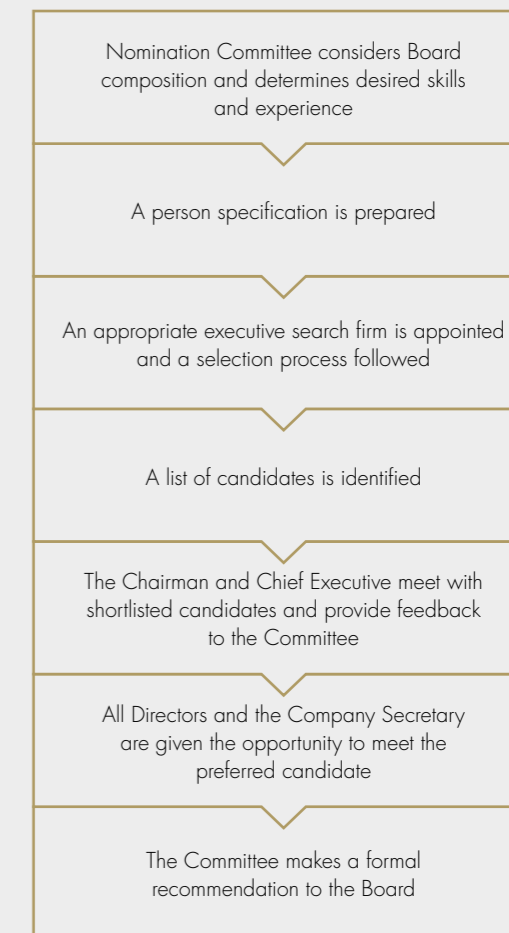 Nomination Committee considers Board
composition and determines desired skills
and experience
A person specification is prepared
An appropriate executive search firm is appointed
and a selection process followed
A list of candidates is identified
The Chairman and Chief Executive meet with
shortlisted candidates and provide feedback
to the Committee
All Directors and the Company Secretary
are given the opportunity to meet the
preferred candidate
The Committee makes a formal
recommendation to the Board